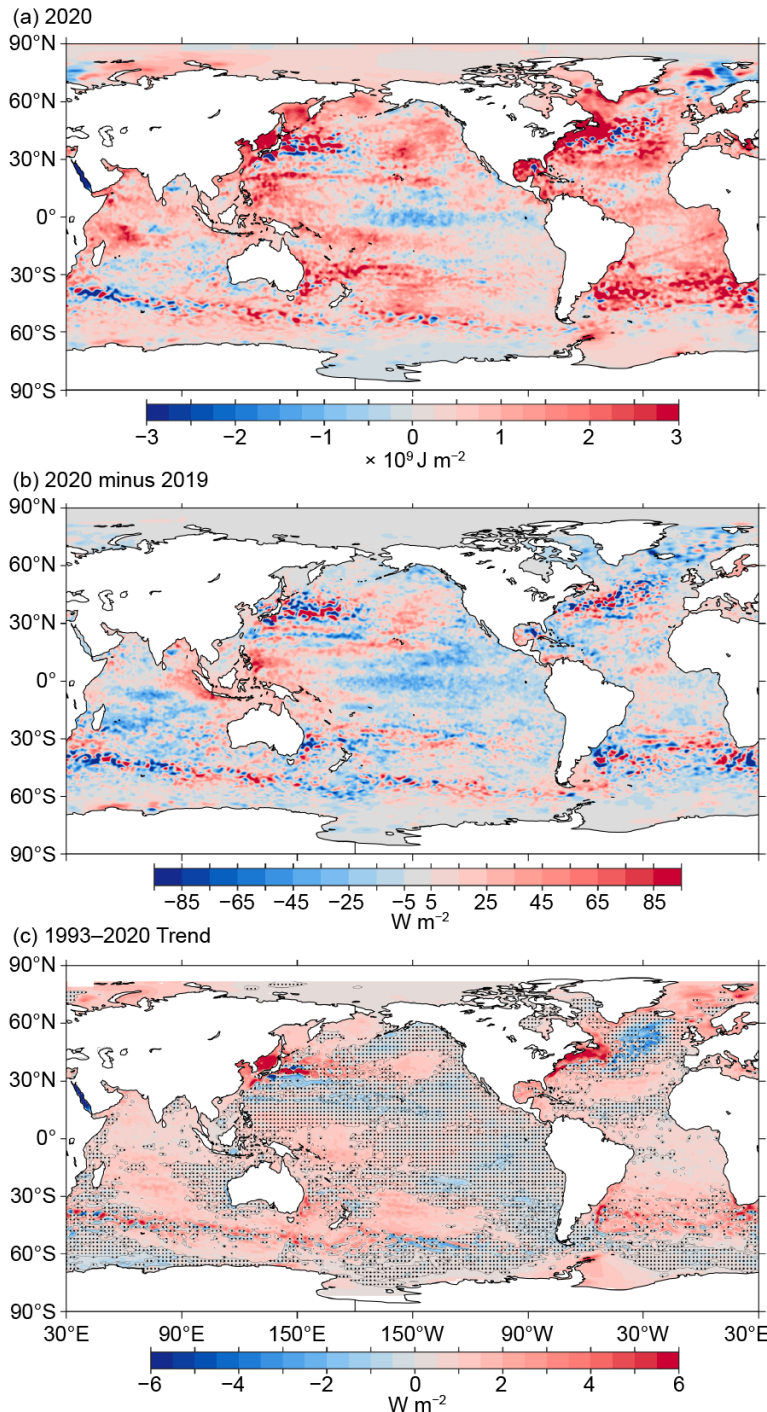 (a) 2020
90°N
60°N
30°N
0°
30°S
60°S
90°S
−3 −2 −1 0 1 2 3
× 10⁹ J m⁻²
(b) 2020 minus 2019
90°N
60°N
30°N
0°
30°S
60°S
90°S
−85 −65 −45 −25 −5 5 25 45 65 85
W m⁻²
(c) 1993–2020 Trend
90°N
60°N
30°N
0°
30°S
60°S
90°S
30°E 90°E 150°E 150°W 90°W 30°W 30°E
−6 −4 −2 0 2 4 6
W m⁻²